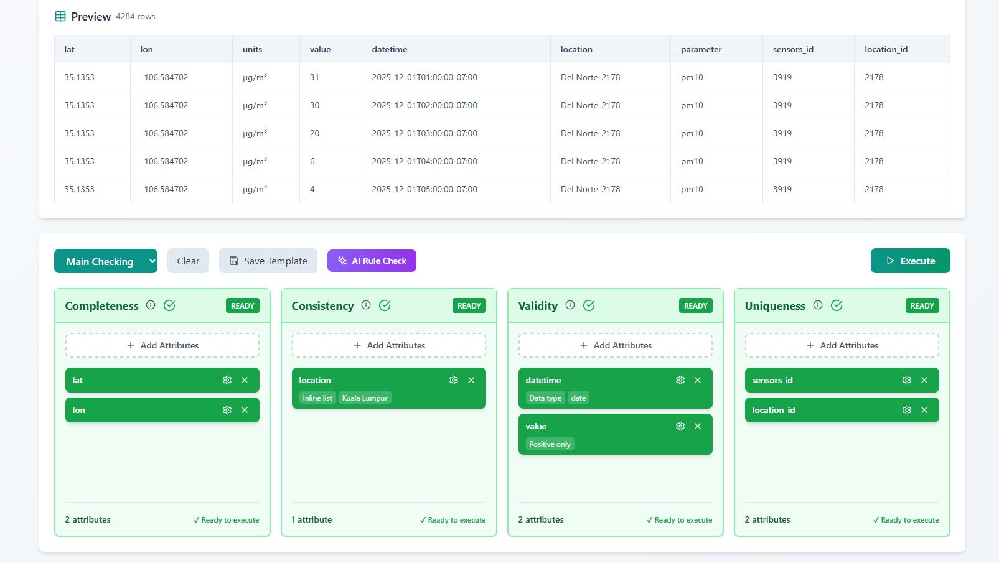 Preview 4284 rows
lat lon units value datetime location parameter sensors_id location_id
35.1353 -106.584702 µg/m³ 31 2025-12-01T01:00:00-07:00 Del Norte-2178 pm10 3919 2178
35.1353 -106.584702 µg/m³ 30 2025-12-01T02:00:00-07:00 Del Norte-2178 pm10 3919 2178
35.1353 -106.584702 µg/m³ 20 2025-12-01T03:00:00-07:00 Del Norte-2178 pm10 3919 2178
35.1353 -106.584702 µg/m³ 6 2025-12-01T04:00:00-07:00 Del Norte-2178 pm10 3919 2178
35.1353 -106.584702 µg/m³ 4 2025-12-01T05:00:00-07:00 Del Norte-2178 pm10 3919 2178
Main Checking Clear Save Template AI Rule Check Execute
Completeness READY
+ Add Attributes
lat
lon
2 attributes ✓ Ready to execute
Consistency READY
+ Add Attributes
location
Inline list Kuala Lumpur
1 attribute ✓ Ready to execute
Validity READY
+ Add Attributes
datetime
Data type date
value
Positive only
2 attributes ✓ Ready to execute
Uniqueness READY
+ Add Attributes
sensors_id
location_id
2 attributes ✓ Ready to execute